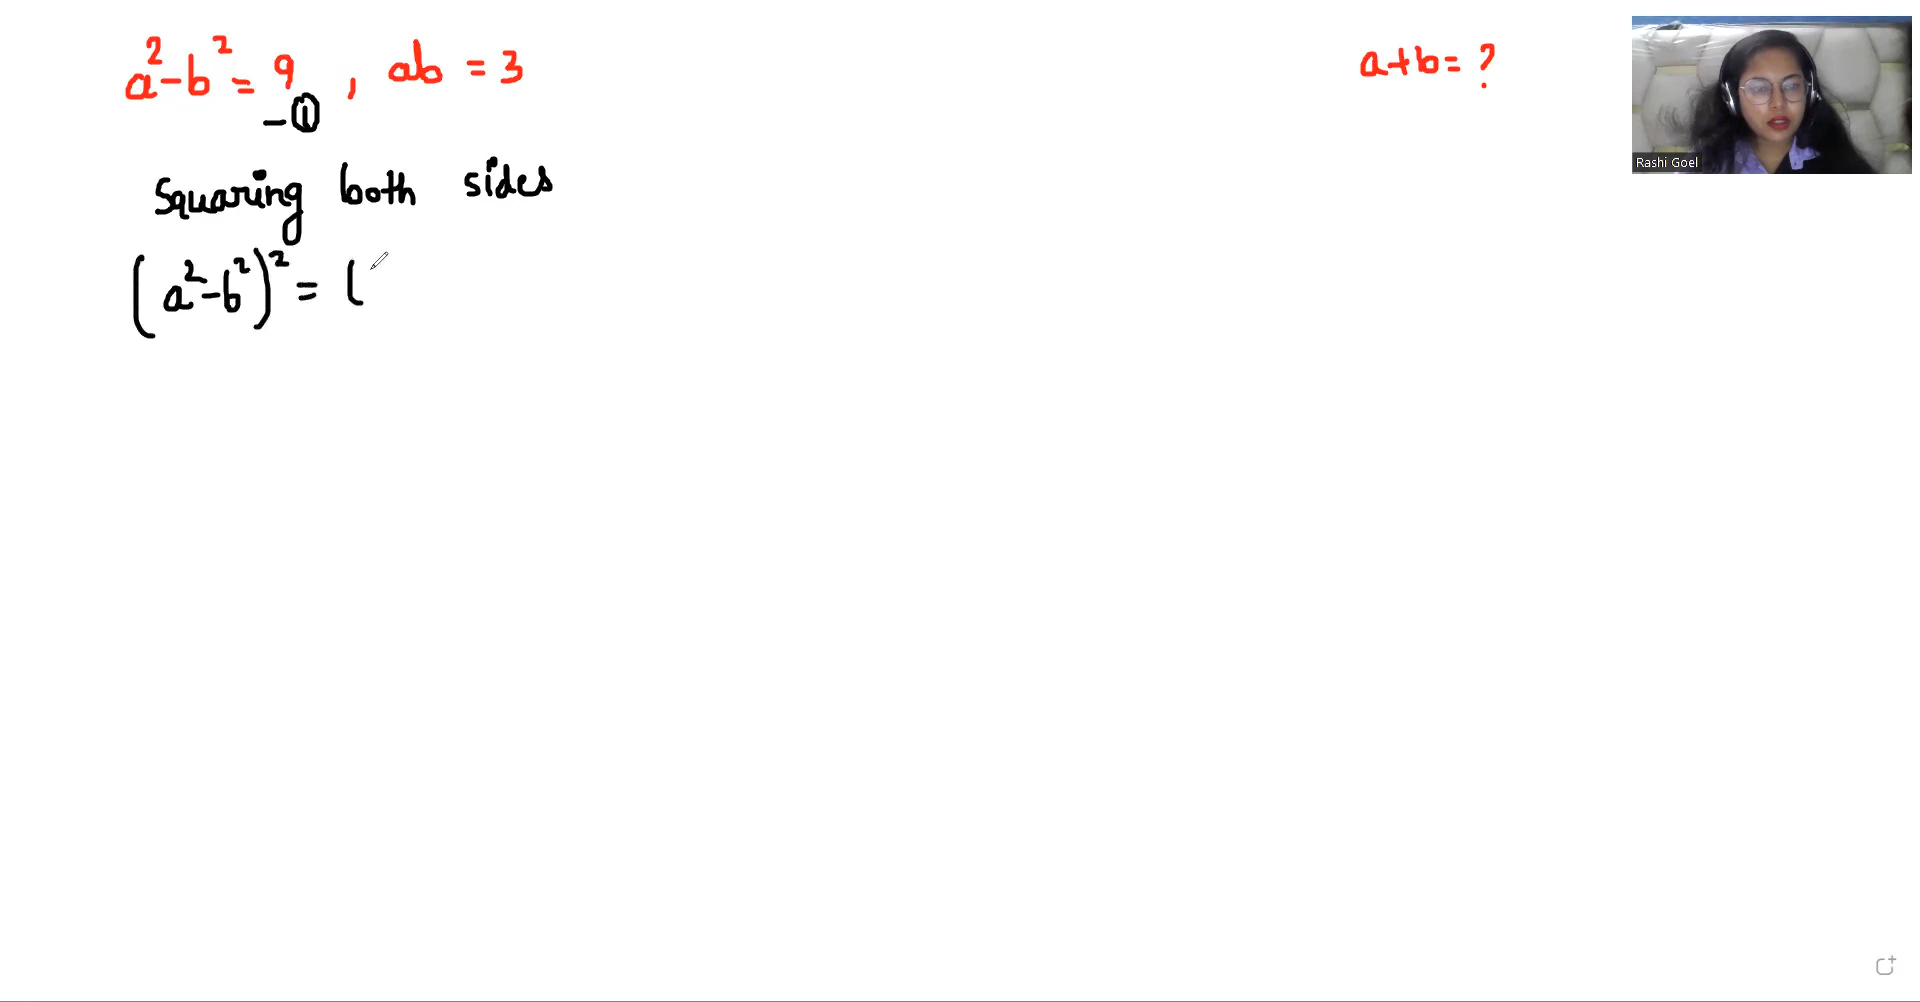 a²-b² = 9 , ab = 3
a+b = ?
Rashi Goel
-①
Squaring both sides
(a²-b²)² = (